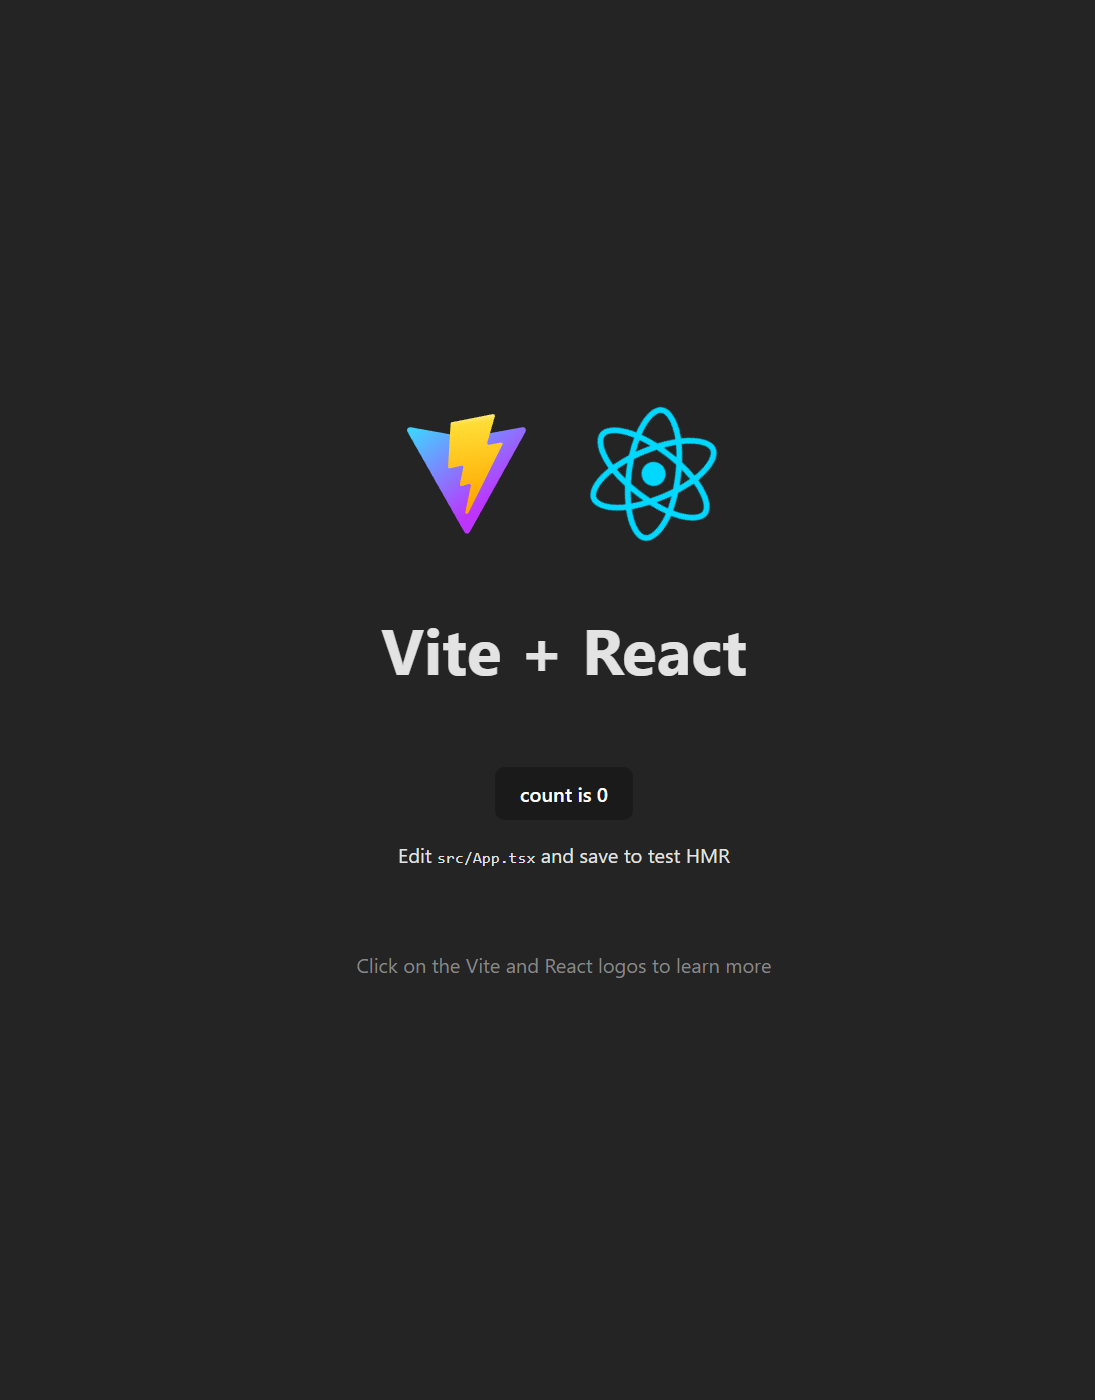 Vite + React
count is 0
Edit src/App.tsx and save to test HMR
Click on the Vite and React logos to learn more